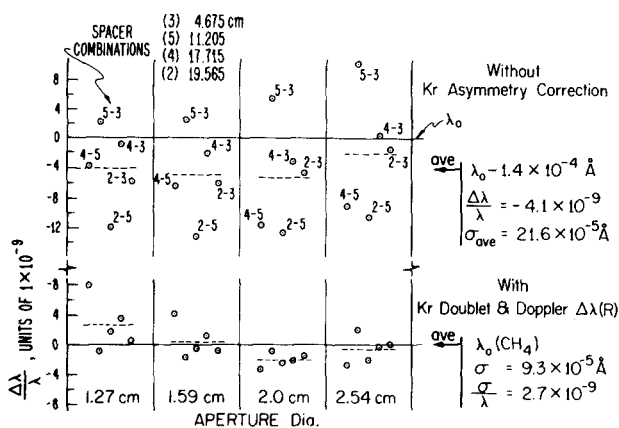 SPACER
COMBINATIONS
(3) 4.675 cm
(5) 11.205
(4) 17.715
(2) 19.565
8
4
0
-4
-8
-12
5-3
4-3
4-5
2-3
2-5
5-3
4-3
4-5
2-3
2-5
5-3
4-3
2-3
4-5
2-5
5-3
4-3
2-3
4-5
2-5
Without
Kr Asymmetry Correction
λ₀
ave
λ₀ - 1.4 × 10⁻⁴ Å
Δλ/λ = -4.1 × 10⁻⁹
σave = 21.6 × 10⁻⁵ Å
Δλ/λ, UNITS OF 1×10⁻⁹
-8
4
0
-4
-8
With
Kr Doublet & Doppler Δλ(R)
ave
λ₀ (CH₄)
σ = 9.3 × 10⁻⁵ Å
σ/λ = 2.7 × 10⁻⁹
1.27 cm
1.59 cm
2.0 cm
2.54 cm
APERTURE Dia.